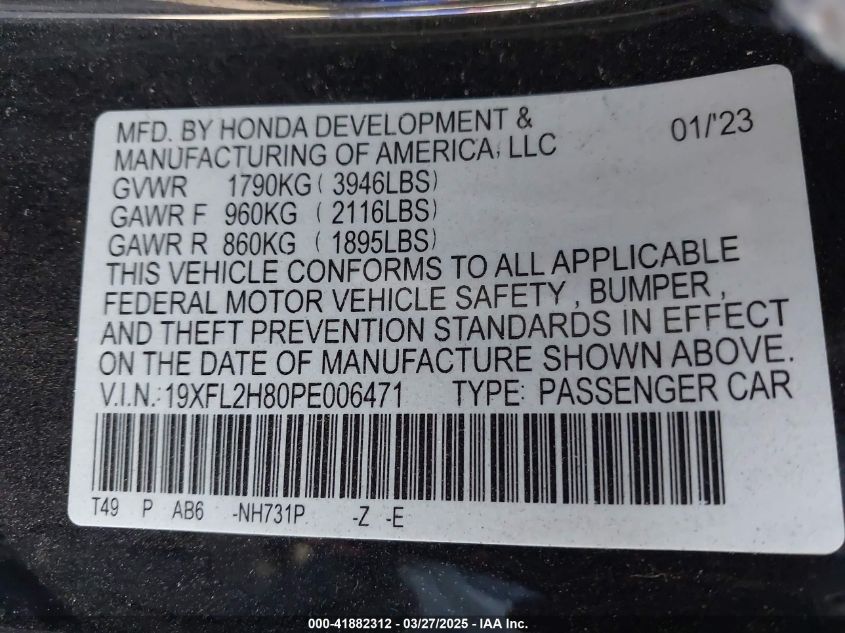 MFD. BY HONDA DEVELOPMENT & 01/'23
MANUFACTURING OF AMERICA, LLC
GVWR 1790KG ( 3946LBS)
GAWR F 960KG ( 2116LBS)
GAWR R 860KG ( 1895LBS)
THIS VEHICLE CONFORMS TO ALL APPLICABLE
FEDERAL MOTOR VEHICLE SAFETY , BUMPER ,
AND THEFT PREVENTION STANDARDS IN EFFECT
ON THE DATE OF MANUFACTURE SHOWN ABOVE.
V.I.N.:19XFL2H80PE006471 TYPE: PASSENGER CAR
T49 P AB6 -NH731P -Z -E
000-41882312 - 03/27/2025 - IAA Inc.